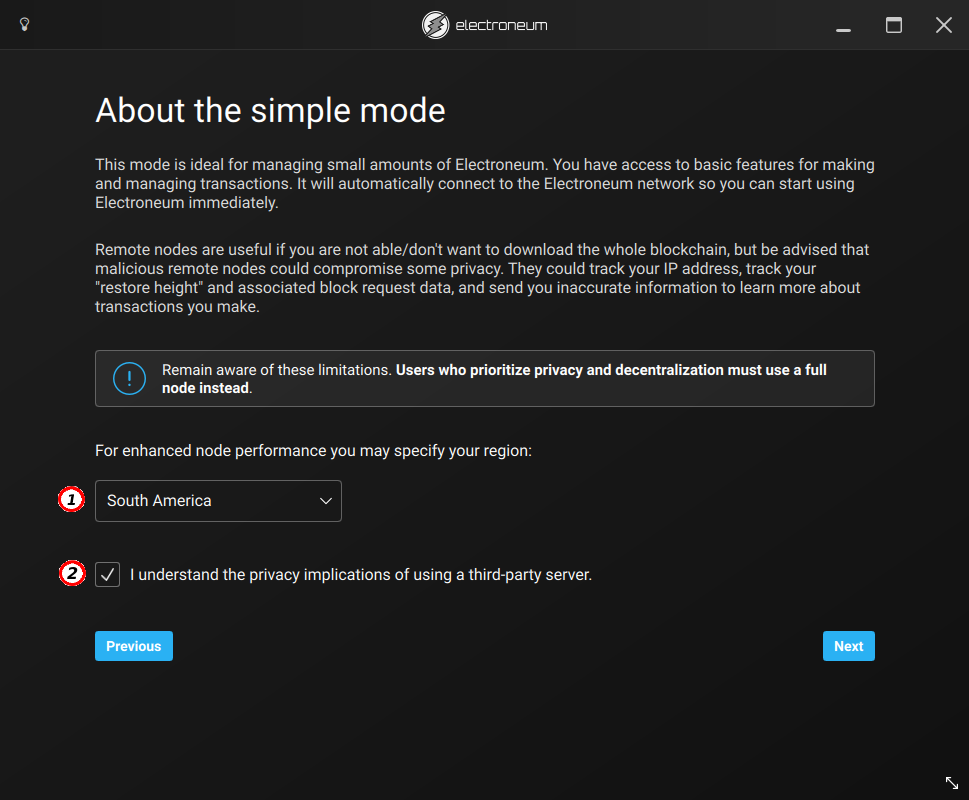 electroneum
About the simple mode
This mode is ideal for managing small amounts of Electroneum. You have access to basic features for making
and managing transactions. It will automatically connect to the Electroneum network so you can start using
Electroneum immediately.
Remote nodes are useful if you are not able/don't want to download the whole blockchain, but be advised that
malicious remote nodes could compromise some privacy. They could track your IP address, track your
"restore height" and associated block request data, and send you inaccurate information to learn more about
transactions you make.
Remain aware of these limitations. Users who prioritize privacy and decentralization must use a full
node instead.
For enhanced node performance you may specify your region:
1 South America
2 I understand the privacy implications of using a third-party server.
Previous Next